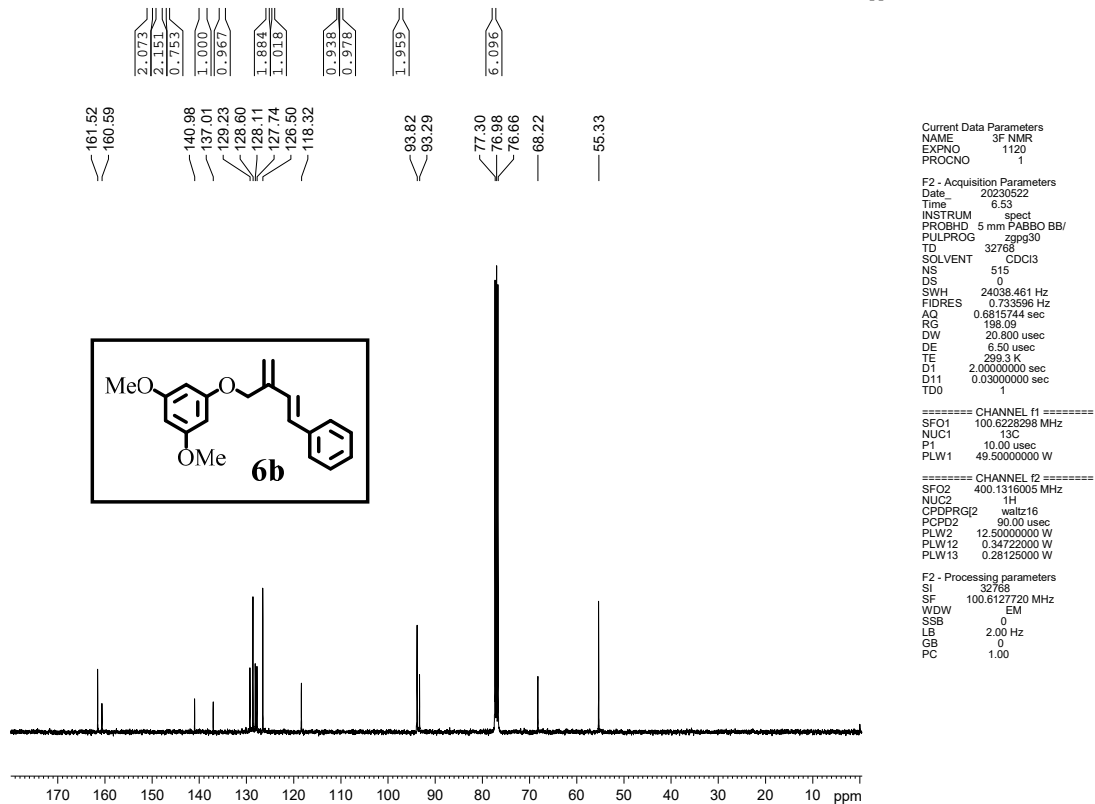 2.073
2.151
0.753
1.000
0.967
1.884
1.018
0.938
0.978
1.959
6.096
161.52
160.59
140.98
137.01
129.23
128.60
128.11
127.74
126.50
118.32
93.82
93.29
77.30
76.98
76.66
68.22
55.33
MeO
O
OMe
6b
170 160 150 140 130 120 110 100 90 80 70 60 50 40 30 20 10 ppm
Current Data Parameters
NAME 3F NMR
EXPNO 1120
PROCNO 1
F2 - Acquisition Parameters
Date_ 20230522
Time 6.53
INSTRUM spect
PROBHD 5 mm PABBO BB/
PULPROG zgpg30
TD 32768
SOLVENT CDCl3
NS 515
DS 0
SWH 24038.461 Hz
FIDRES 0.733596 Hz
AQ 0.6815744 sec
RG 198.09
DW 20.800 usec
DE 6.50 usec
TE 299.3 K
D1 2.00000000 sec
D11 0.03000000 sec
TD0 1
======== CHANNEL f1 ========
SFO1 100.6228298 MHz
NUC1 13C
P1 10.00 usec
PLW1 49.50000000 W
======== CHANNEL f2 ========
SFO2 400.1316005 MHz
NUC2 1H
CPDPRG[2 waltz16
PCPD2 90.00 usec
PLW2 12.50000000 W
PLW12 0.34722000 W
PLW13 0.28125000 W
F2 - Processing parameters
SI 32768
SF 100.6127720 MHz
WDW EM
SSB 0
LB 2.00 Hz
GB 0
PC 1.00